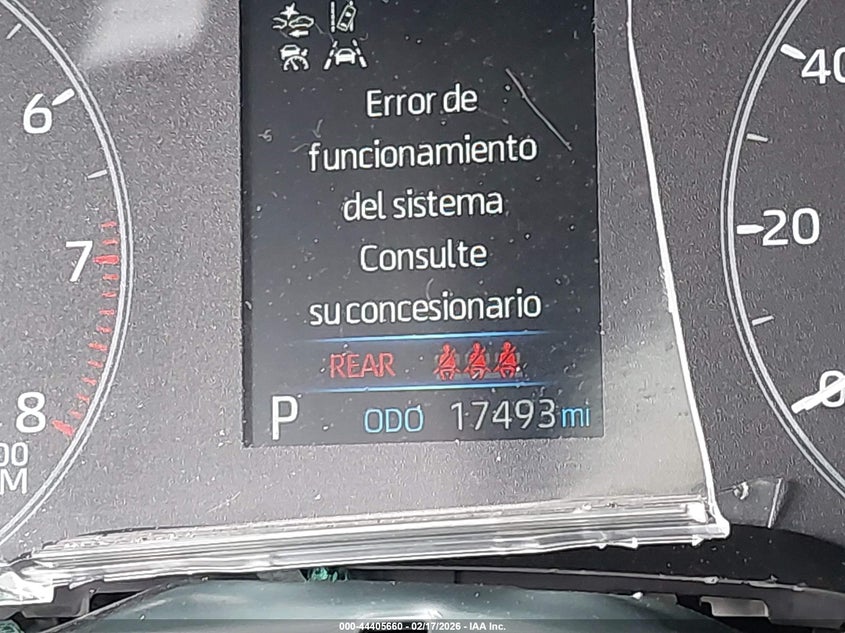 6
7
8
00
M
Error de
funcionamiento
del sistema
Consulte
su concesionario
REAR
P ODO 17493 mi
40
20
0
000-44405660 - 02/17/2026 - IAA Inc.